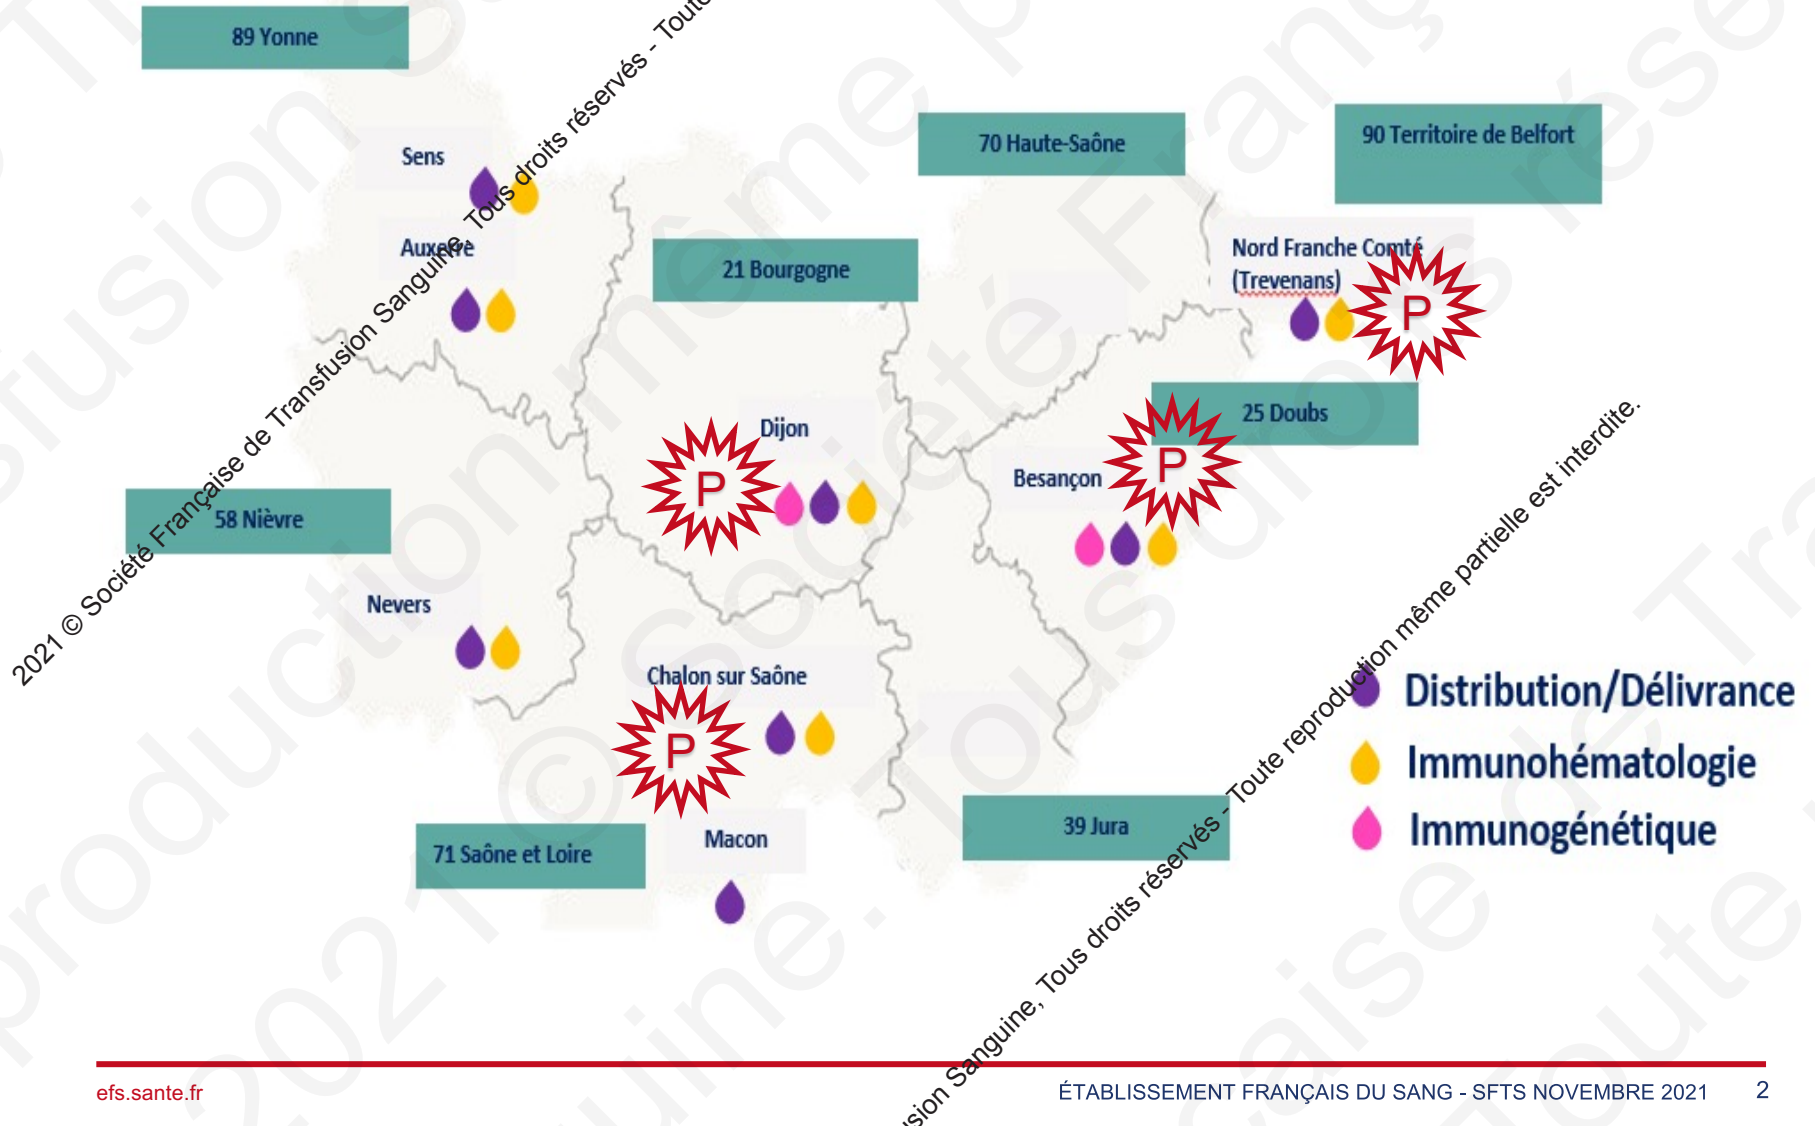 89 Yonne
Sens
70 Haute-Saône
90 Territoire de Belfort
Auxerre
21 Bourgogne
Nord Franche Comté
(Trevenans)
P
25 Doubs
Dijon
P
Besançon
P
58 Nièvre
Nevers
Chalon sur Saône
P
Macon
71 Saône et Loire
39 Jura
Distribution/Délivrance
Immunohématologie
Immunogénétique
2021 © Société Française de Transfusion Sanguine, Tous droits réservés - Toute
usion Sanguine, Tous droits réservés - Toute reproduction même partielle est interdite.
efs.sante.fr
ÉTABLISSEMENT FRANÇAIS DU SANG - SFTS NOVEMBRE 2021
2